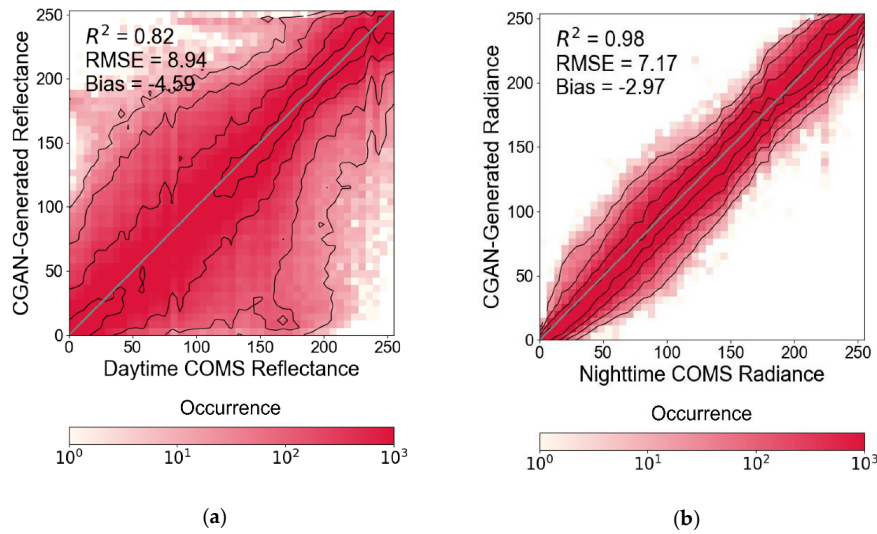 R² = 0.82
RMSE = 8.94
Bias = -4.59
CGAN-Generated Reflectance
250
200
150
100
50
0
0 50 100 150 200 250
Daytime COMS Reflectance
Occurrence
10⁰ 10¹ 10² 10³
(a)
R² = 0.98
RMSE = 7.17
Bias = -2.97
CGAN-Generated Radiance
250
200
150
100
50
0
0 50 100 150 200 250
Nighttime COMS Radiance
Occurrence
10⁰ 10¹ 10² 10³
(b)